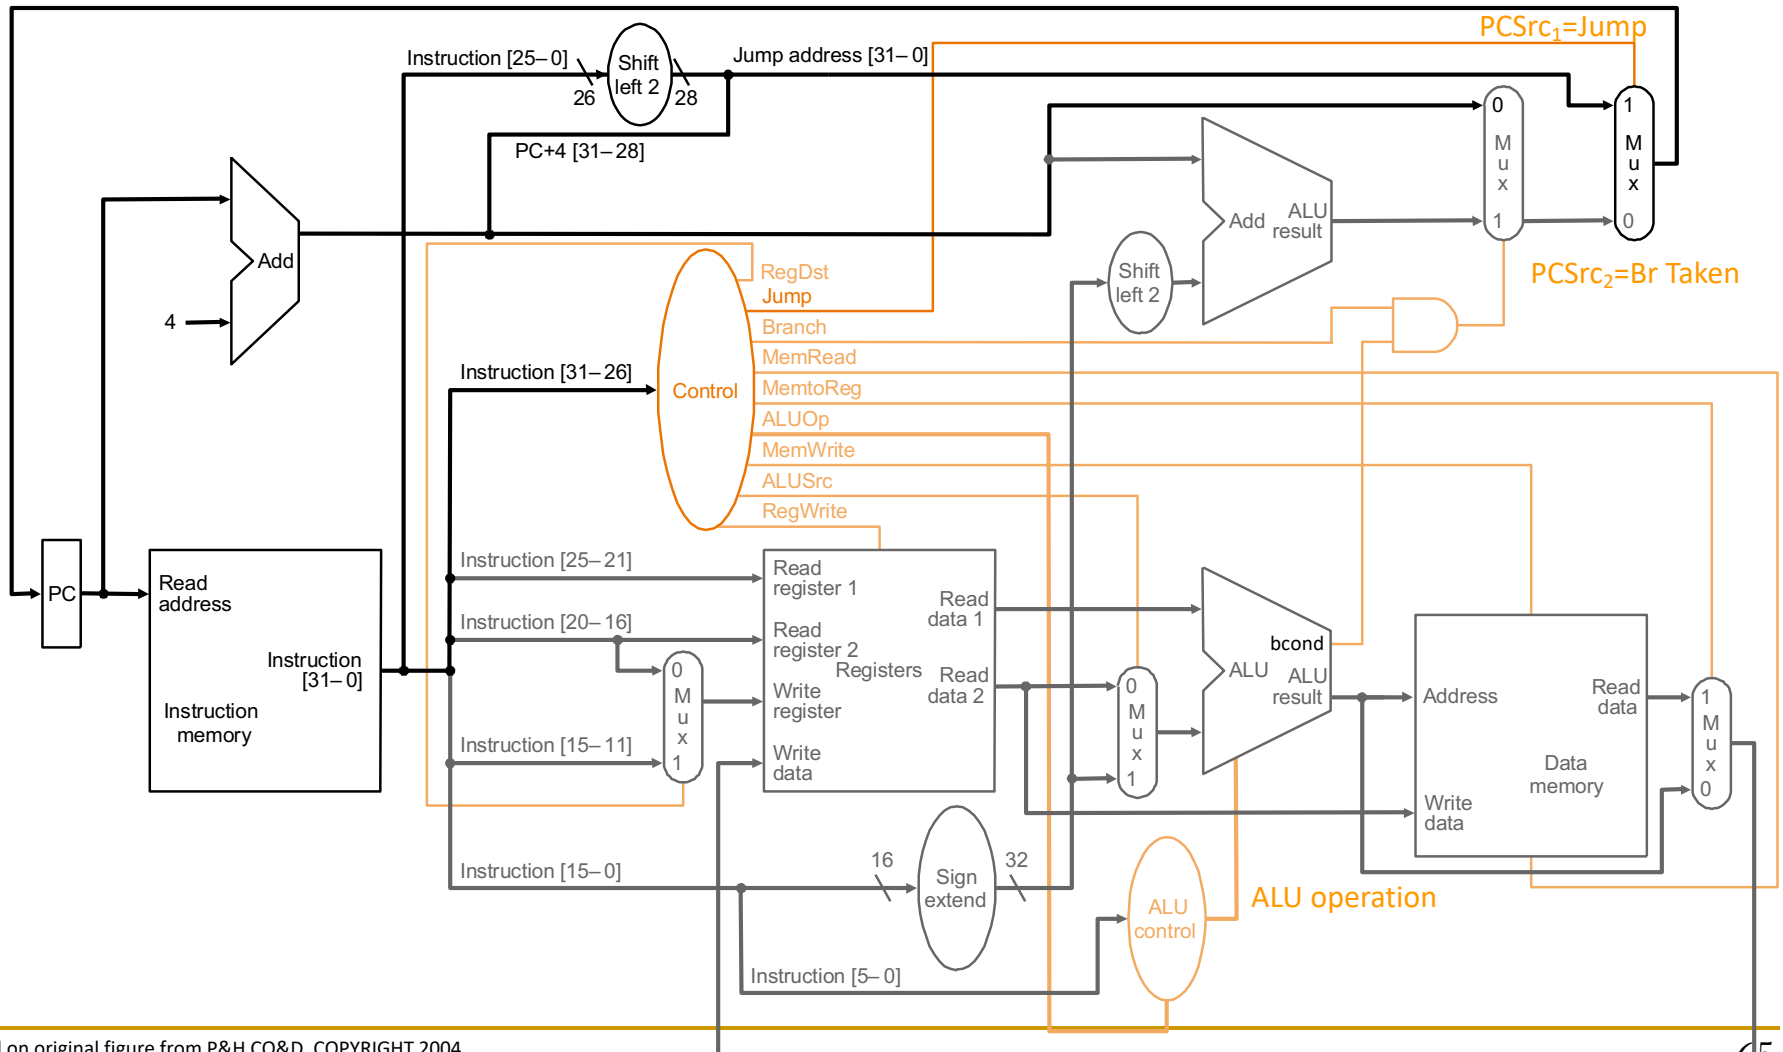 PCSrc1=Jump
Instruction [25–0]
Shift
left 2
26
28
Jump address [31–0]
PC+4 [31–28]
0
M
u
x
1
1
M
u
x
0
Add
ALU
result
Add
4
Shift
left 2
PCSrc2=Br Taken
RegDst
Jump
Branch
MemRead
MemtoReg
ALUOp
MemWrite
ALUSrc
RegWrite
Instruction [31–26]
Control
PC
Read
address
Instruction
[31–0]
Instruction
memory
Instruction [25–21]
Instruction [20–16]
Instruction [15–11]
Instruction [15–0]
0
M
u
x
1
Read
register 1
Read
register 2
Write
register
Write
data
Registers
Read
data 1
Read
data 2
0
M
u
x
1
bcond
ALU
ALU
result
Address
Write
data
Read
data
Data
memory
1
M
u
x
0
16
Sign
extend
32
ALU
control
ALU operation
Instruction [5–0]
on original figure from P&H CO&D, COPYRIGHT 2004
65